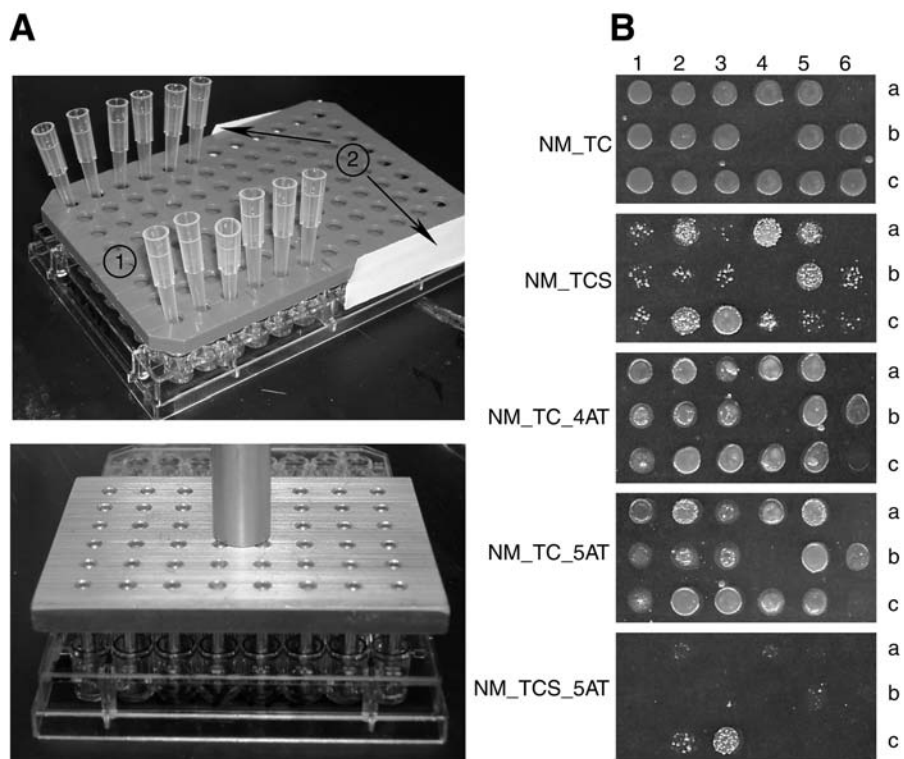 A
B
1
2
1 2 3 4 5 6
NM_TC
a
b
c
NM_TCS
a
b
c
NM_TC_4AT
a
b
c
NM_TC_5AT
a
b
c
NM_TCS_5AT
a
b
c